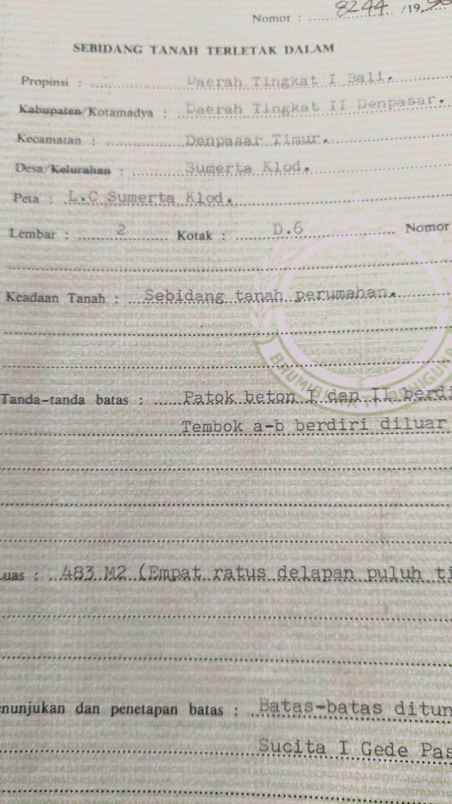 Nomor : 8244 /19
SEBIDANG TANAH TERLETAK DALAM
Propinsi : Daerah Tingkat I Bali.
Kabupaten/Kotamadya : Daerah Tingkat II Denpasar.
Kecamatan : Denpasar Timur.
Desa/Kelurahan : Sumerta Klod.
Peta : L.C Sumerta Klod.
Lembar : 2 Kotak : D.6 Nomor
Keadaan Tanah : Sebidang tanah perumahan.
Tanda-tanda batas : Patok beton I dan II berdi
Tembok a-b berdiri diluar
Luas : 483 M2 (Empat ratus delapan puluh ti
enunjukan dan penetapan batas : Batas-batas ditun
Sucita I Gede Pas